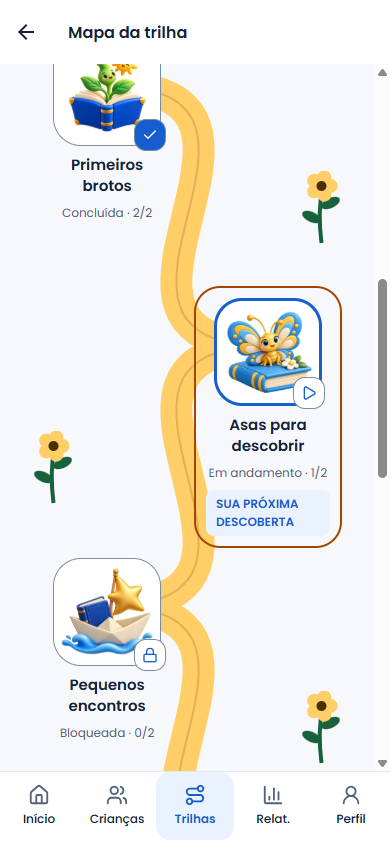 Mapa da trilha
Primeiros
brotos
Concluída · 2/2
Asas para
descobrir
Em andamento · 1/2
SUA PRÓXIMA
DESCOBERTA
Pequenos
encontros
Bloqueada · 0/2
Início
Crianças
Trilhas
Relat.
Perfil